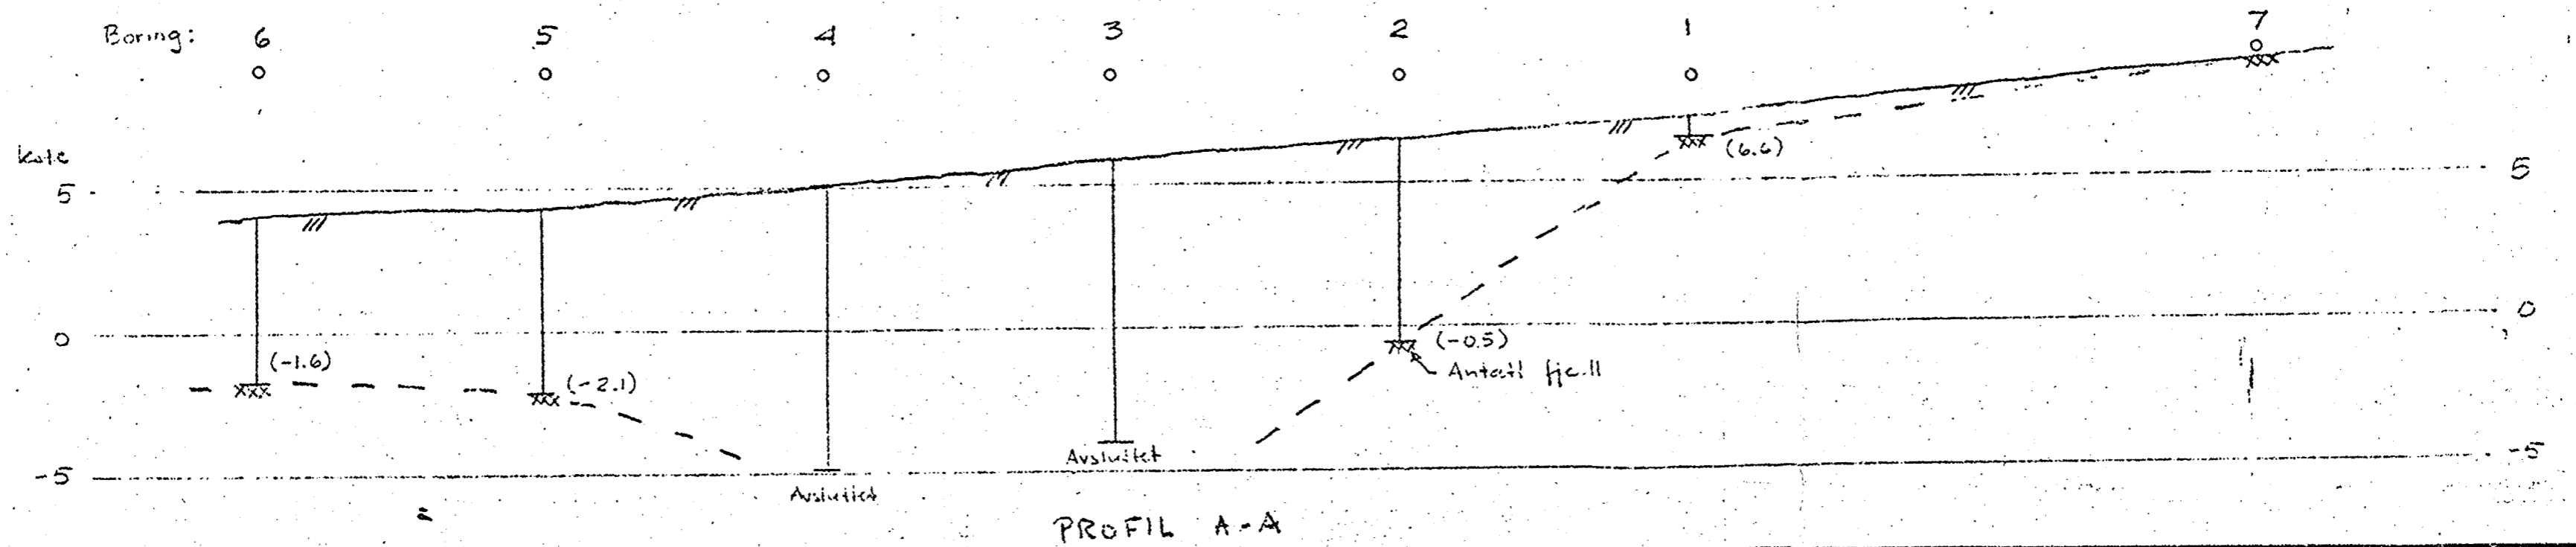 Boring: 6 5 4 3 2 1 7
Kote
5 5
(6.6)
0 0
(-0.5)
Antatt fjell
(-1.6)
(-2.1)
Avsluttet
-5 -5
Avsluttet
PROFIL A-A